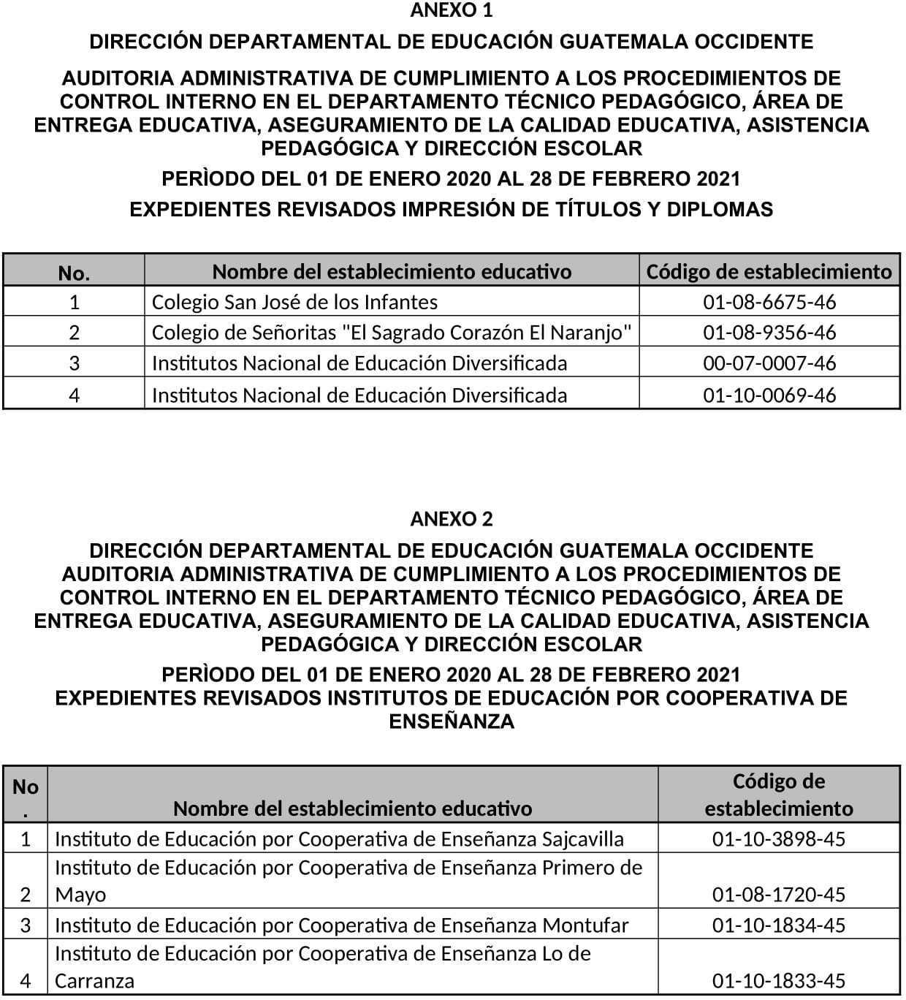 ANEXO 1
DIRECCIÓN DEPARTAMENTAL DE EDUCACIÓN GUATEMALA OCCIDENTE
AUDITORIA ADMINISTRATIVA DE CUMPLIMIENTO A LOS PROCEDIMIENTOS DE
CONTROL INTERNO EN EL DEPARTAMENTO TÉCNICO PEDAGÓGICO, ÁREA DE
ENTREGA EDUCATIVA, ASEGURAMIENTO DE LA CALIDAD EDUCATIVA, ASISTENCIA
PEDAGÓGICA Y DIRECCIÓN ESCOLAR
PERÌODO DEL 01 DE ENERO 2020 AL 28 DE FEBRERO 2021
EXPEDIENTES REVISADOS IMPRESIÓN DE TÍTULOS Y DIPLOMAS
No. Nombre del establecimiento educativo Código de establecimiento
1 Colegio San José de los Infantes 01-08-6675-46
2 Colegio de Señoritas "El Sagrado Corazón El Naranjo" 01-08-9356-46
3 Institutos Nacional de Educación Diversificada 00-07-0007-46
4 Institutos Nacional de Educación Diversificada 01-10-0069-46
ANEXO 2
DIRECCIÓN DEPARTAMENTAL DE EDUCACIÓN GUATEMALA OCCIDENTE
AUDITORIA ADMINISTRATIVA DE CUMPLIMIENTO A LOS PROCEDIMIENTOS DE
CONTROL INTERNO EN EL DEPARTAMENTO TÉCNICO PEDAGÓGICO, ÁREA DE
ENTREGA EDUCATIVA, ASEGURAMIENTO DE LA CALIDAD EDUCATIVA, ASISTENCIA
PEDAGÓGICA Y DIRECCIÓN ESCOLAR
PERÌODO DEL 01 DE ENERO 2020 AL 28 DE FEBRERO 2021
EXPEDIENTES REVISADOS INSTITUTOS DE EDUCACIÓN POR COOPERATIVA DE
ENSEÑANZA
No Código de
. Nombre del establecimiento educativo establecimiento
1 Instituto de Educación por Cooperativa de Enseñanza Sajcavilla 01-10-3898-45
Instituto de Educación por Cooperativa de Enseñanza Primero de
2 Mayo 01-08-1720-45
3 Instituto de Educación por Cooperativa de Enseñanza Montufar 01-10-1834-45
Instituto de Educación por Cooperativa de Enseñanza Lo de
4 Carranza 01-10-1833-45